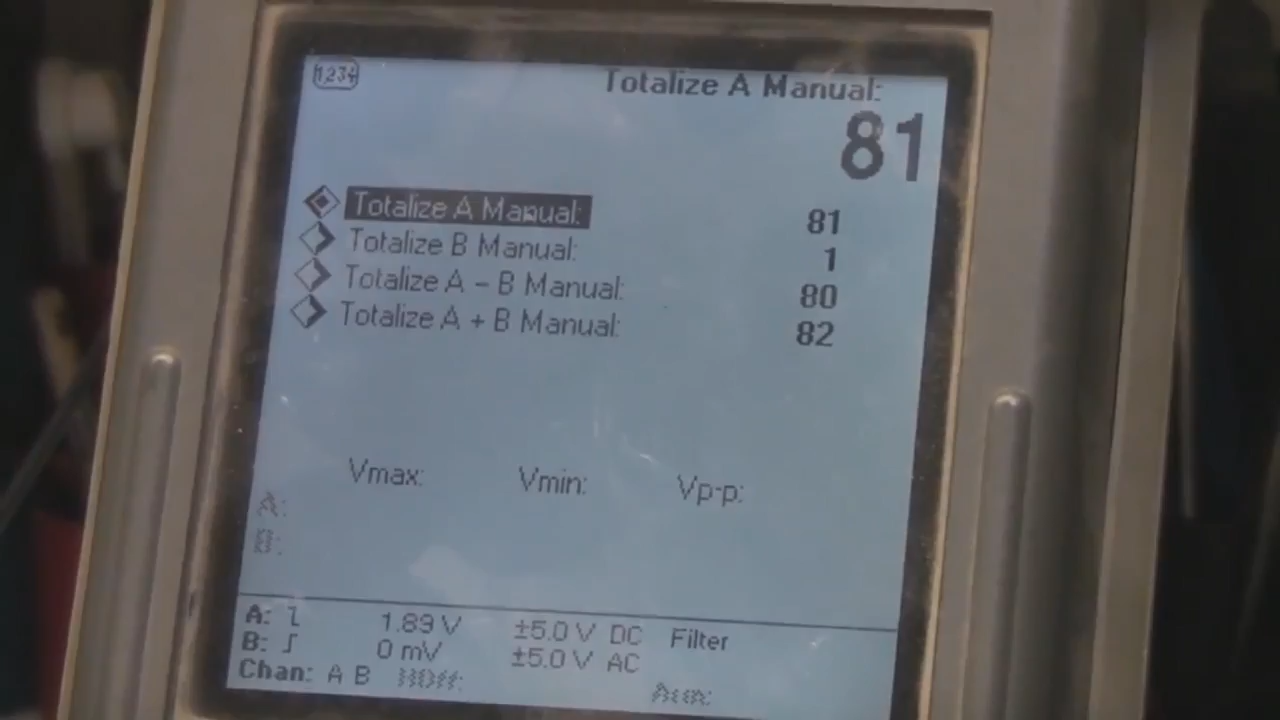 1234
Totalize A Manual:
81
Totalize A Manual: 81
Totalize B Manual: 1
Totalize A - B Manual: 80
Totalize A + B Manual: 82
Vmax: Vmin: Vp-p:
A:
B:
A: 1.89 V ±5.0 V DC Filter
B: 0 mV ±5.0 V AC
Chan: A B